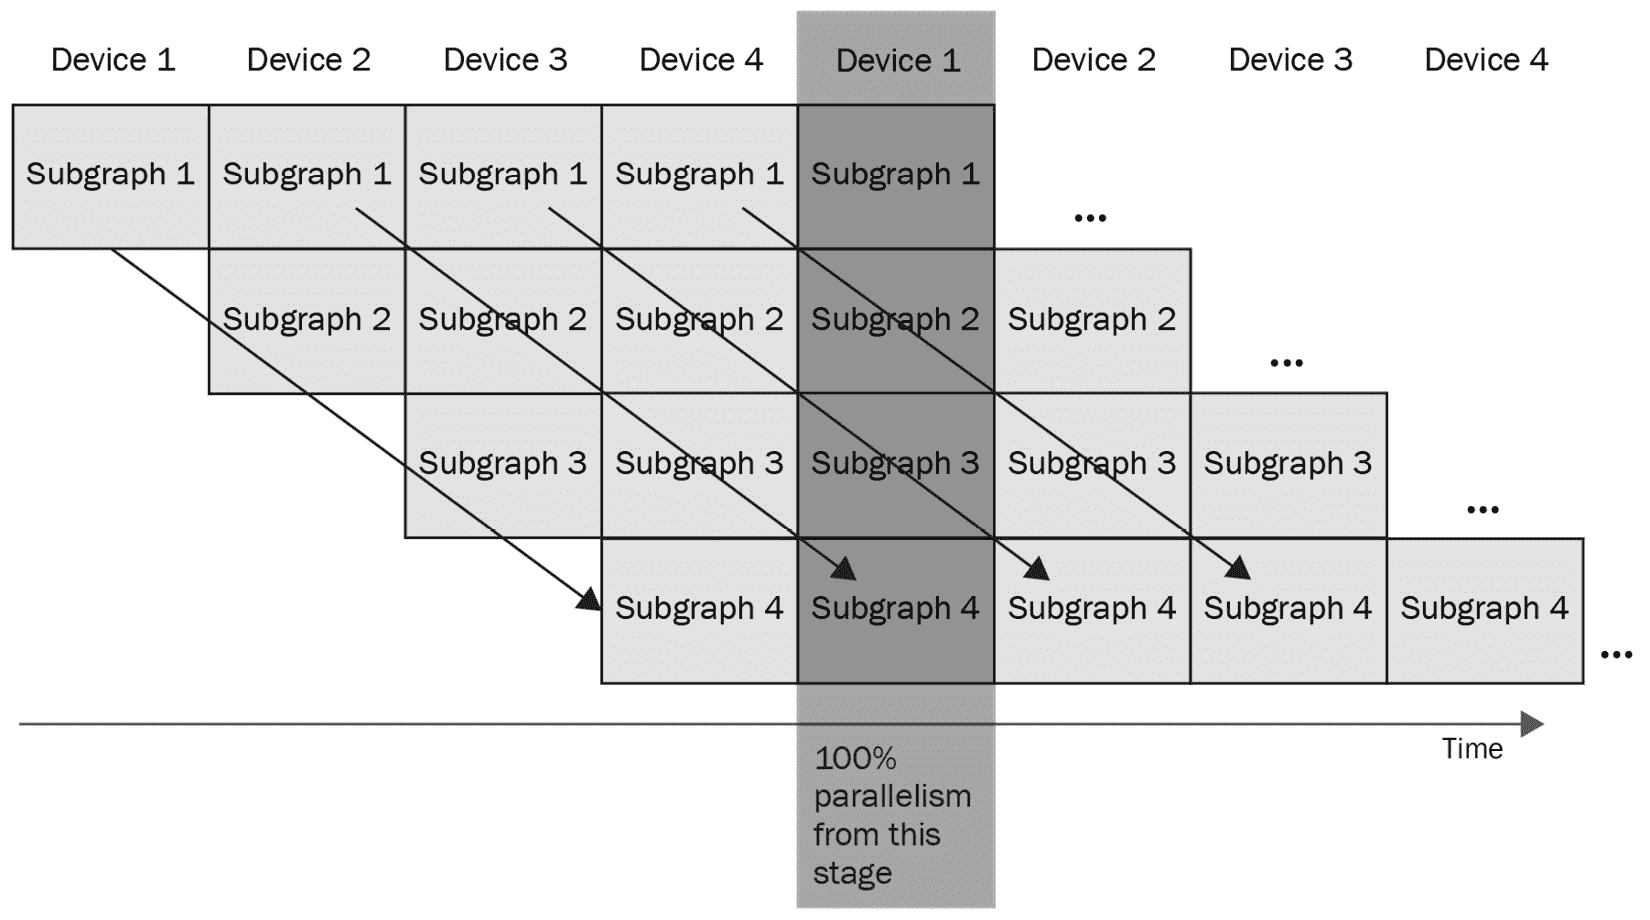 Device 1 Device 2 Device 3 Device 4 Device 1 Device 2 Device 3 Device 4
Subgraph 1 Subgraph 1 Subgraph 1 Subgraph 1 Subgraph 1
...
Subgraph 2 Subgraph 2 Subgraph 2 Subgraph 2 Subgraph 2
...
Subgraph 3 Subgraph 3 Subgraph 3 Subgraph 3 Subgraph 3
...
Subgraph 4 Subgraph 4 Subgraph 4 Subgraph 4 Subgraph 4
...
Time
100%
parallelism
from this
stage